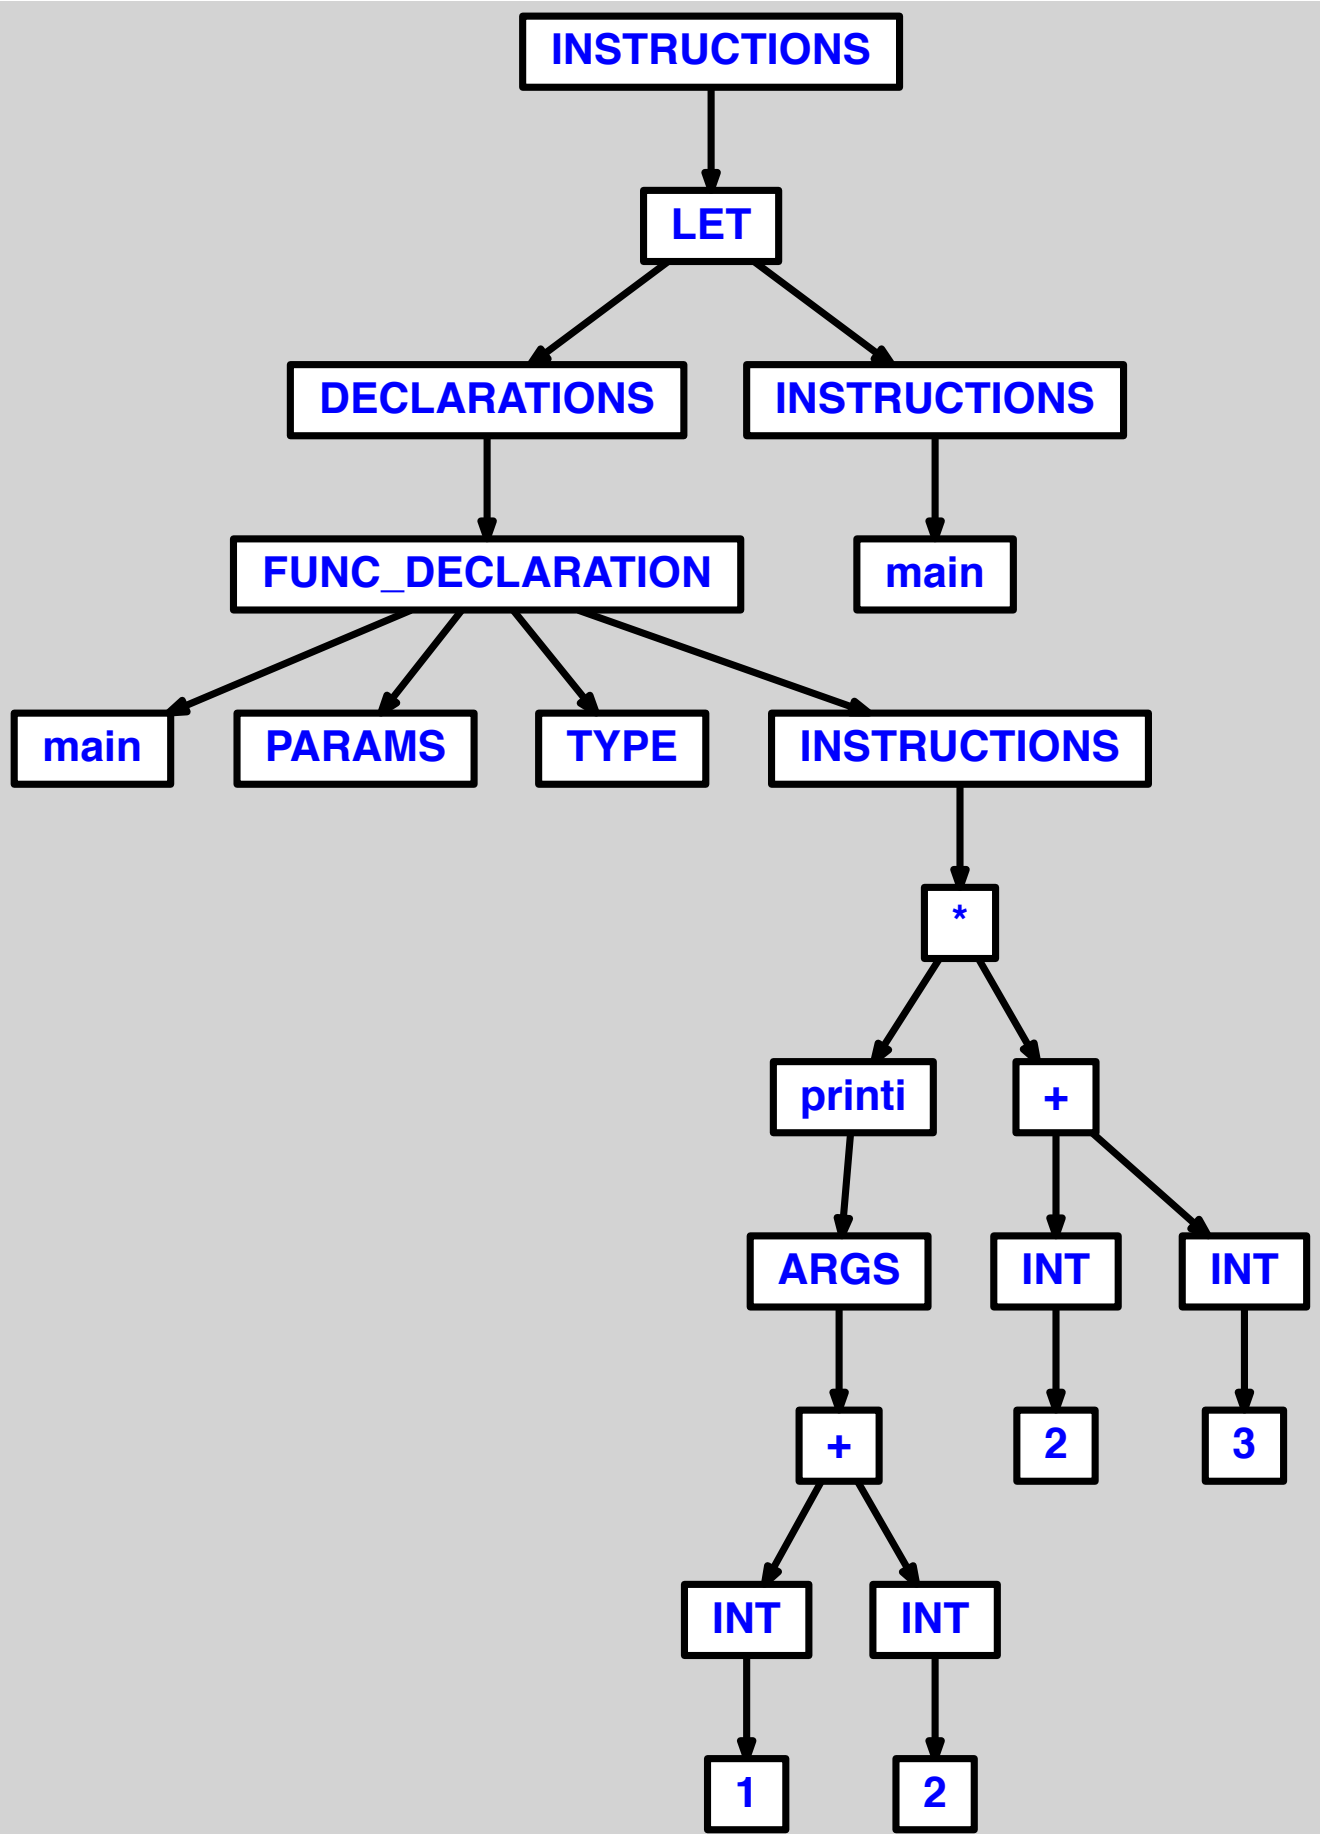 INSTRUCTIONS
LET
DECLARATIONS
INSTRUCTIONS
FUNC_DECLARATION
main
main
PARAMS
TYPE
INSTRUCTIONS
*
printi
+
ARGS
INT
INT
+
2
3
INT
INT
1
2